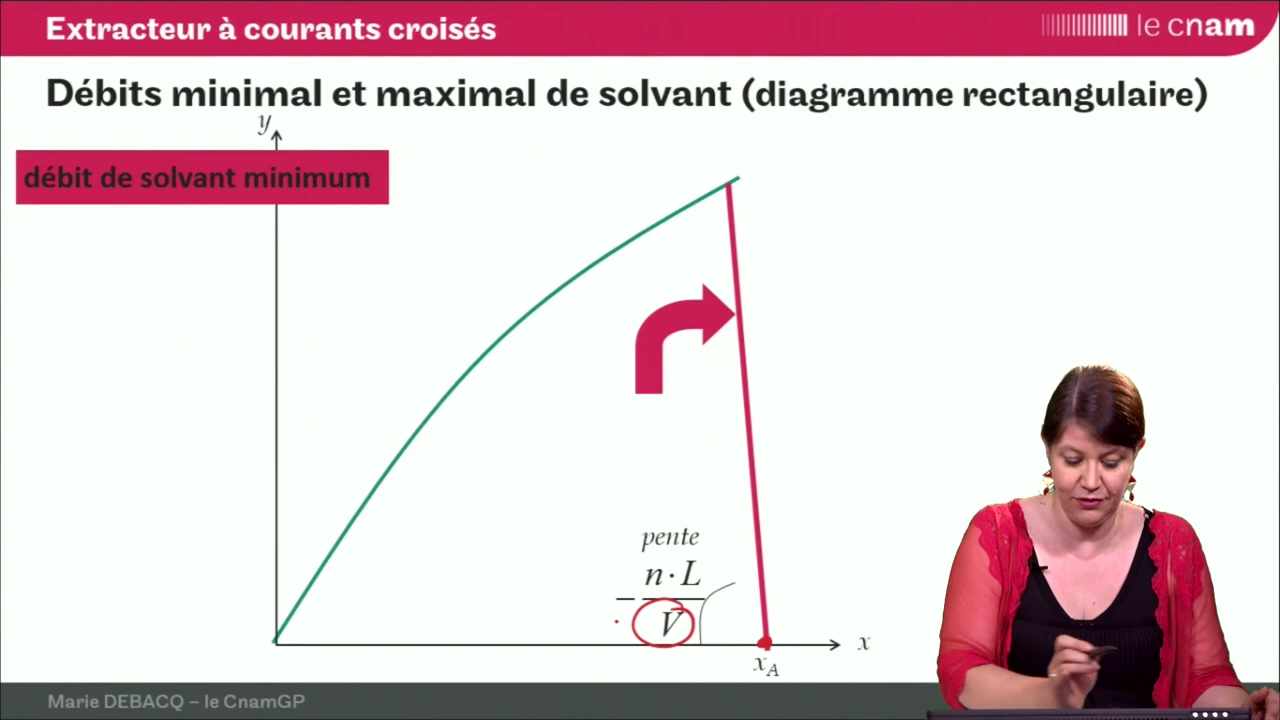 Extracteur à courants croisés
le cnam
Débits minimal et maximal de solvant (diagramme rectangulaire)
y
débit de solvant minimum
pente
n · L
V
x
xA
Marie DEBACQ – le CnamGP